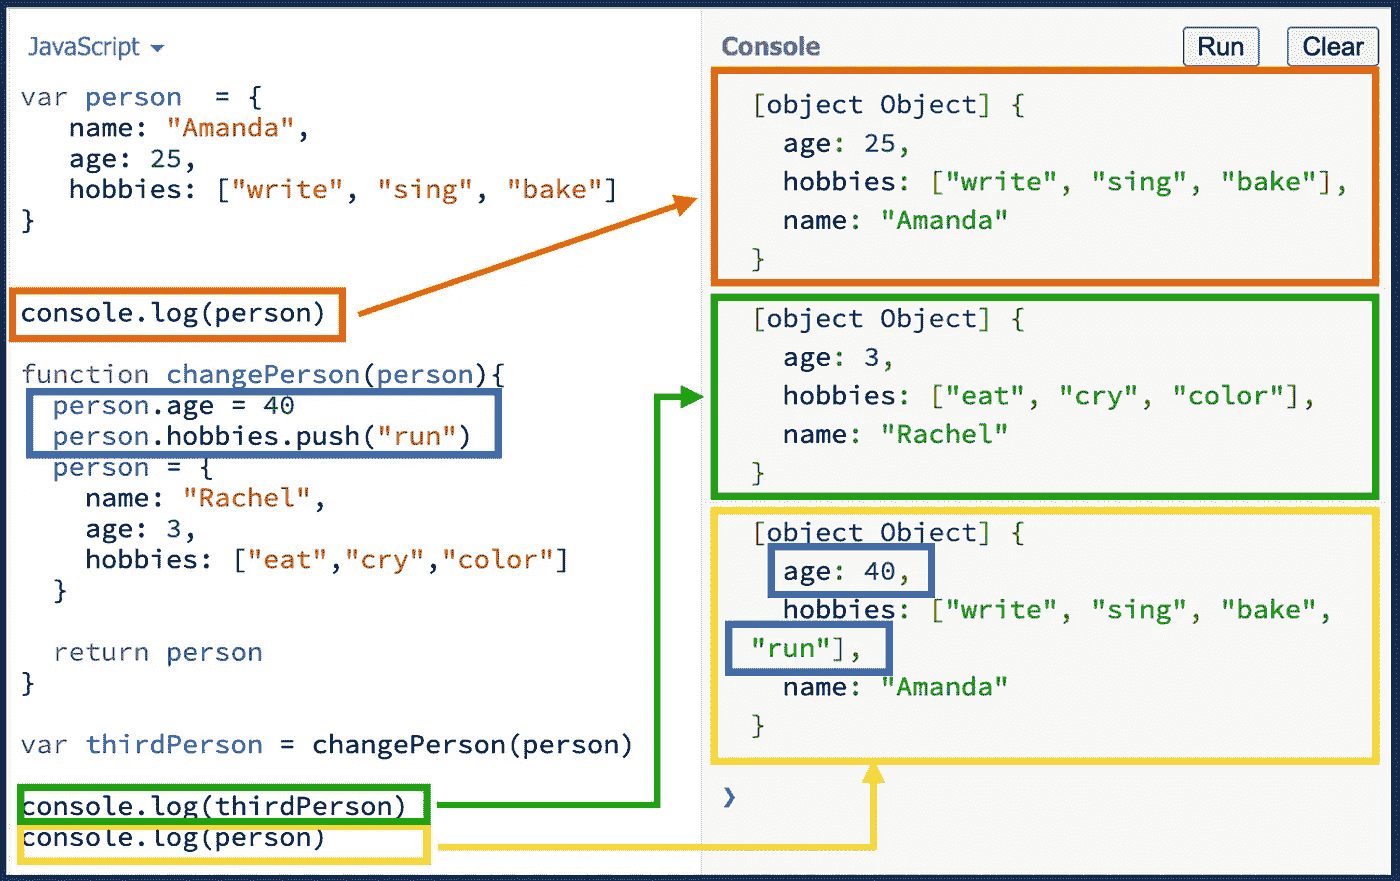 JavaScript
var person  = {
   name: "Amanda",
   age: 25,
   hobbies: ["write", "sing", "bake"]
}
console.log(person)
function changePerson(person){
  person.age = 40
  person.hobbies.push("run")
  person = {
    name: "Rachel",
    age: 3,
    hobbies: ["eat","cry","color"]
  }
  return person
}
var thirdPerson = changePerson(person)
console.log(thirdPerson)
console.log(person)
Console
Run
Clear
[object Object] {
  age: 25,
  hobbies: ["write", "sing", "bake"],
  name: "Amanda"
}
[object Object] {
  age: 3,
  hobbies: ["eat", "cry", "color"],
  name: "Rachel"
}
[object Object] {
  age: 40,
  hobbies: ["write", "sing", "bake",
"run"],
  name: "Amanda"
}
❯